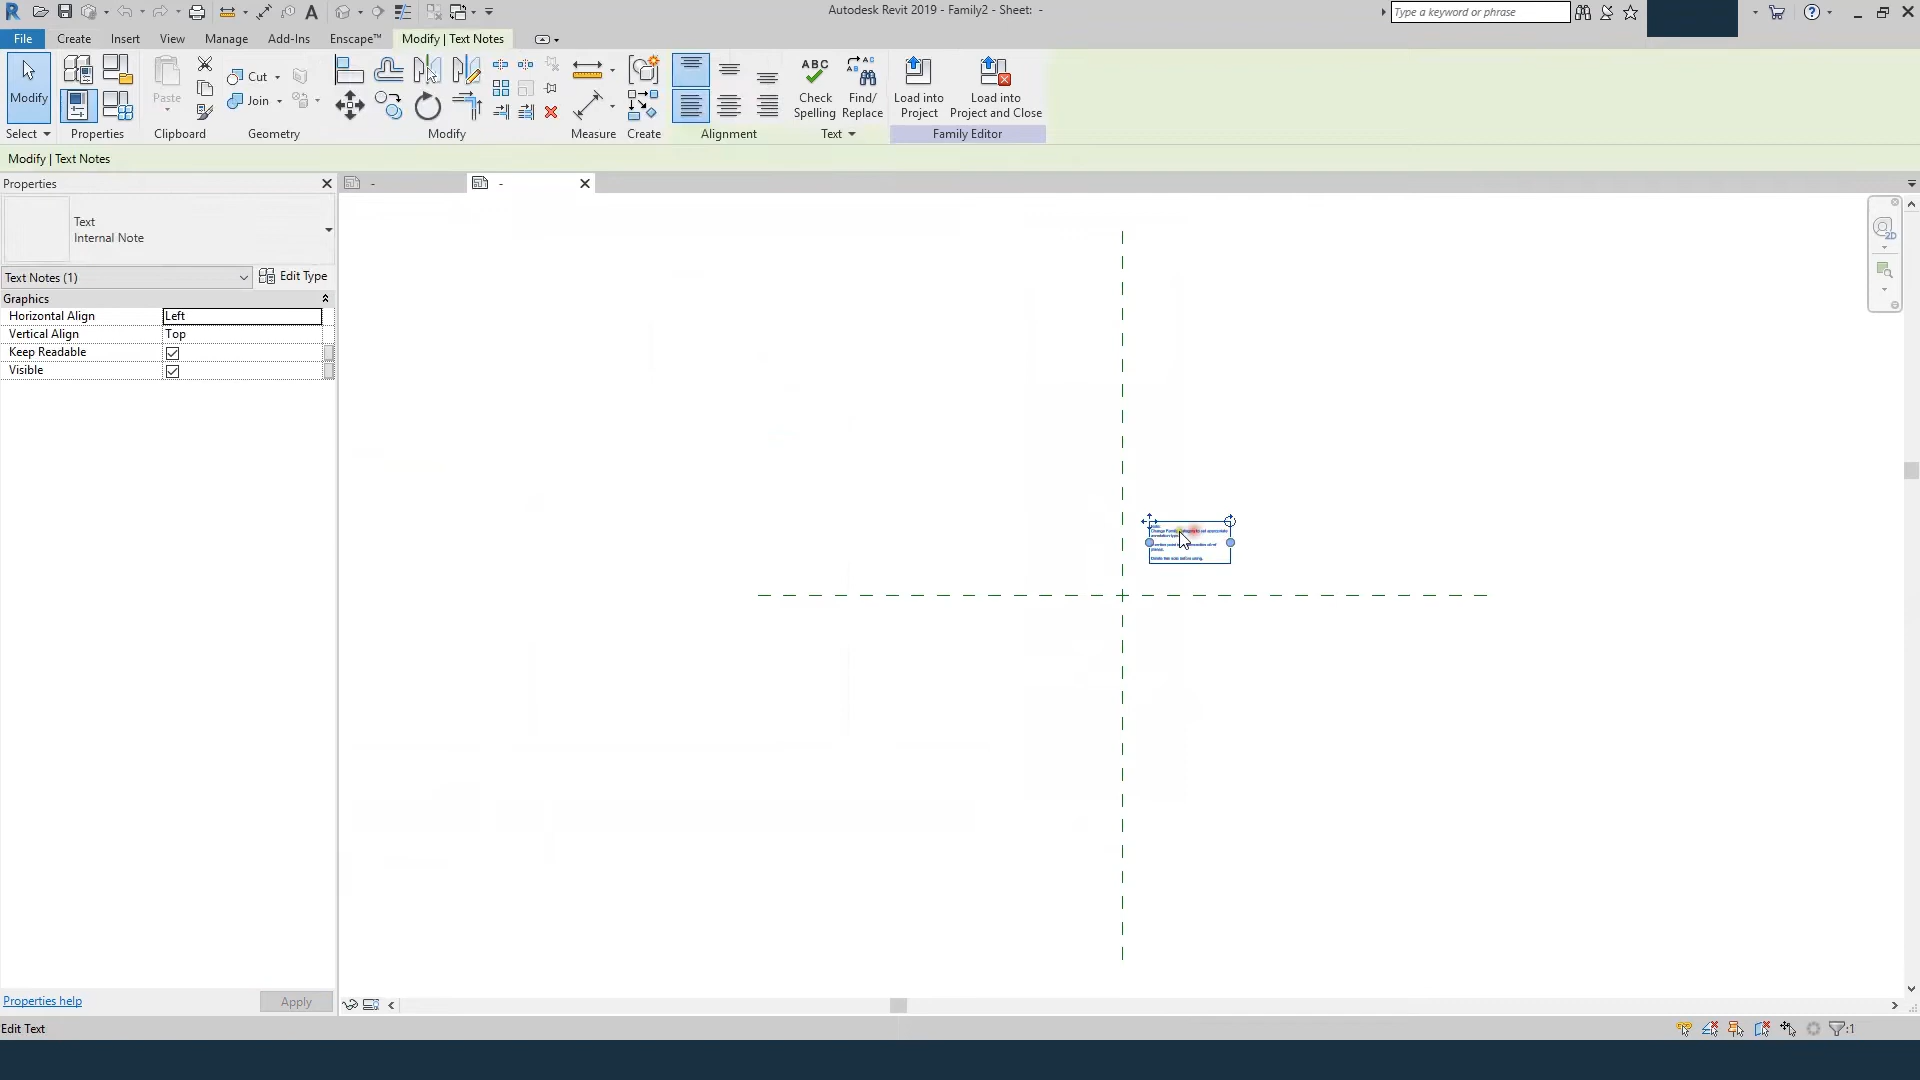 Autodesk Revit 2019 - Family2 - Sheet: -
Type a keyword or phrase
File Create Insert View Manage Add-Ins Enscape™ Modify | Text Notes
Modify
Paste
Cut
Join
Check Spelling
Find/ Replace
Load into Project
Load into Project and Close
Select Properties Clipboard Geometry Modify Measure Create Alignment Text Family Editor
Modify | Text Notes
Properties
- -
Text
Internal Note
Text Notes (1) Edit Type
Graphics
Horizontal Align Left
Vertical Align Top
Keep Readable
Visible
Properties help Apply
Edit Text
:1